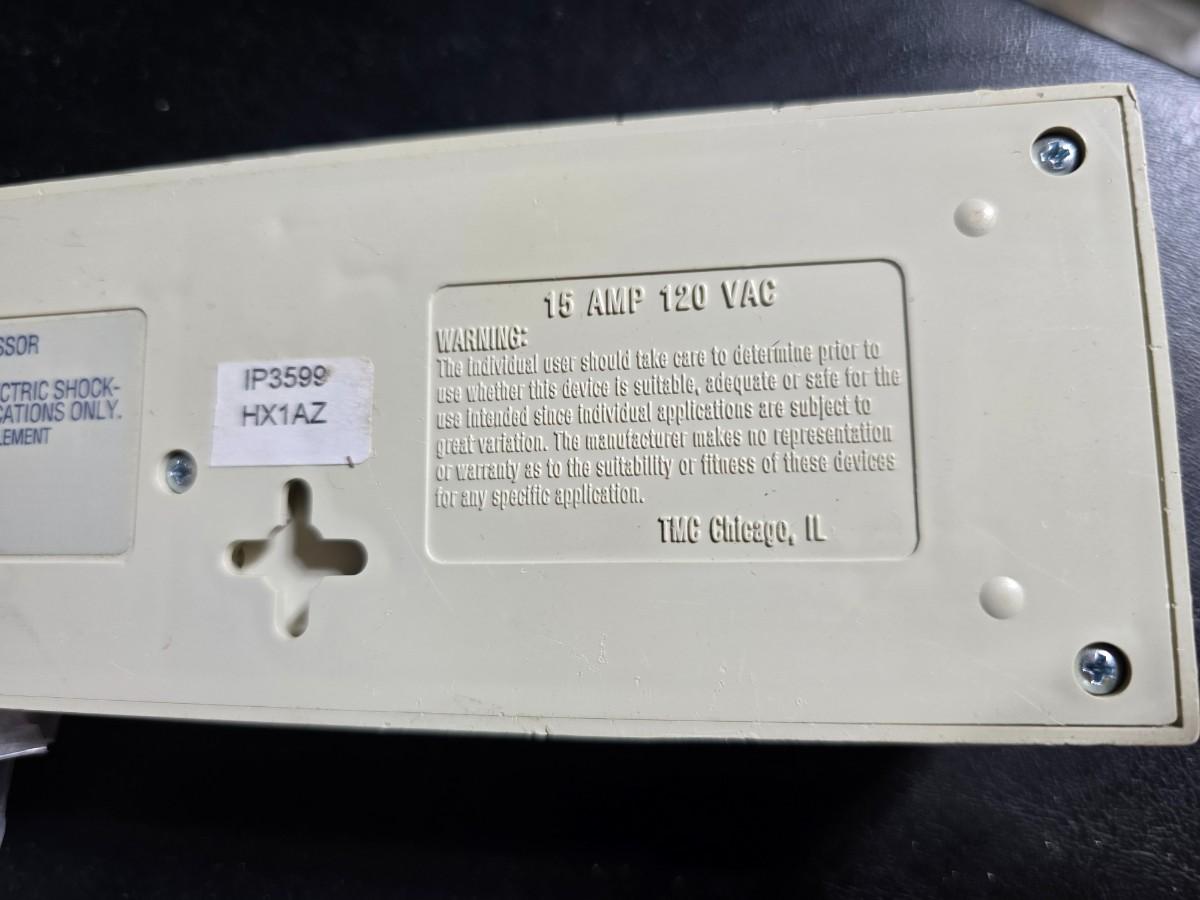 SSOR
CTRIC SHOCK-
CATIONS ONLY.
LEMENT
IP3599
HX1AZ
15 AMP 120 VAC
WARNING:
The individual user should take care to determine prior to
use whether this device is suitable, adequate or safe for the
use intended since individual applications are subject to
great variation. The manufacturer makes no representation
or warranty as to the suitability or fitness of these devices
for any specific application.
TMC Chicago, IL